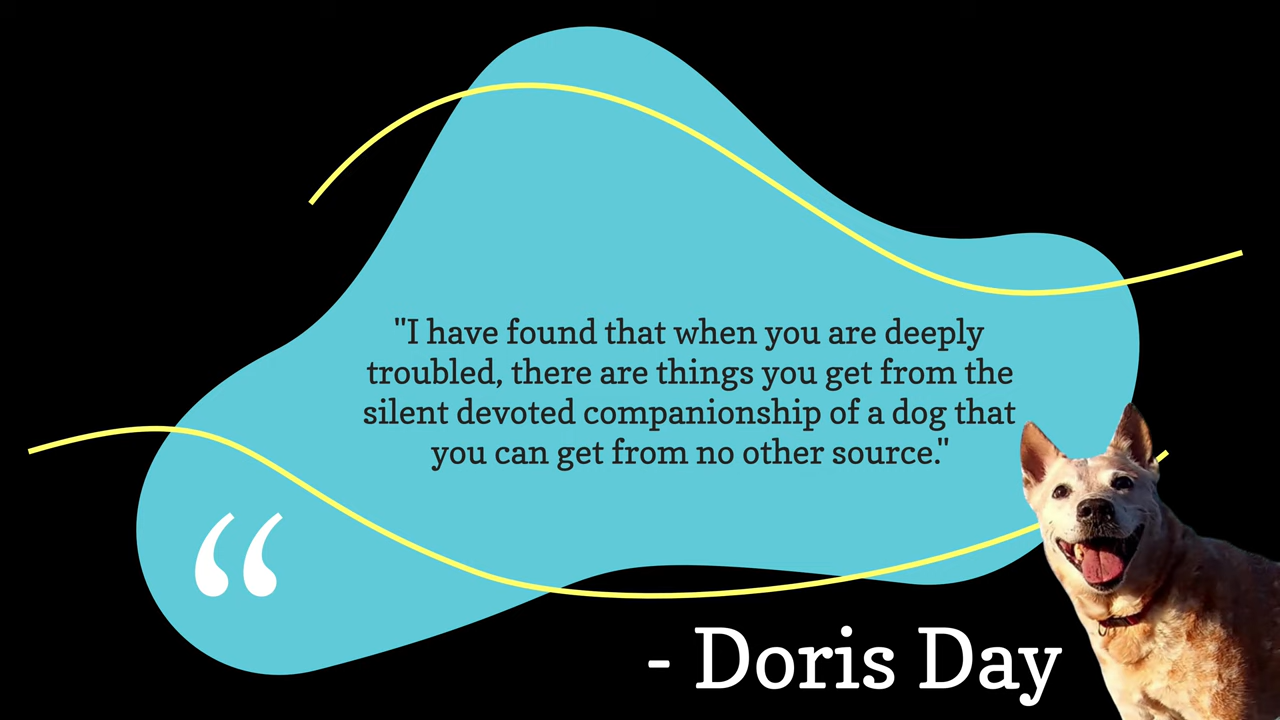 "I have found that when you are deeply
troubled, there are things you get from the
silent devoted companionship of a dog that
you can get from no other source."
“
- Doris Day